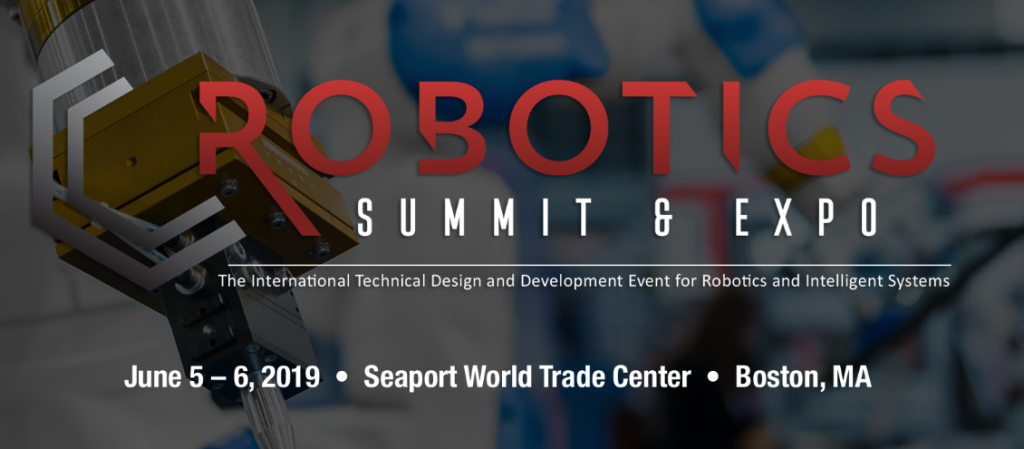 ROBOTICS
SUMMIT & EXPO
The International Technical Design and Development Event for Robotics and Intelligent Systems
June 5 – 6, 2019 • Seaport World Trade Center • Boston, MA